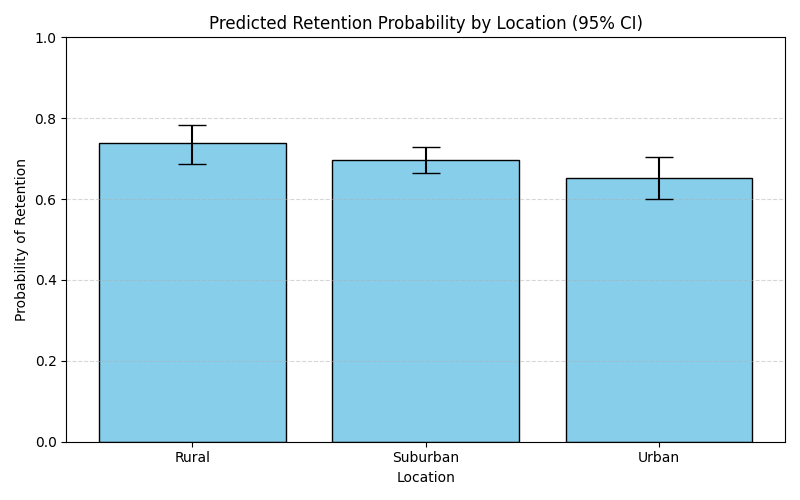 Predicted Retention Probability by Location (95% CI)
1.0
0.8
0.6
0.4
0.2
0.0
Probability of Retention
Rural
Suburban
Urban
Location